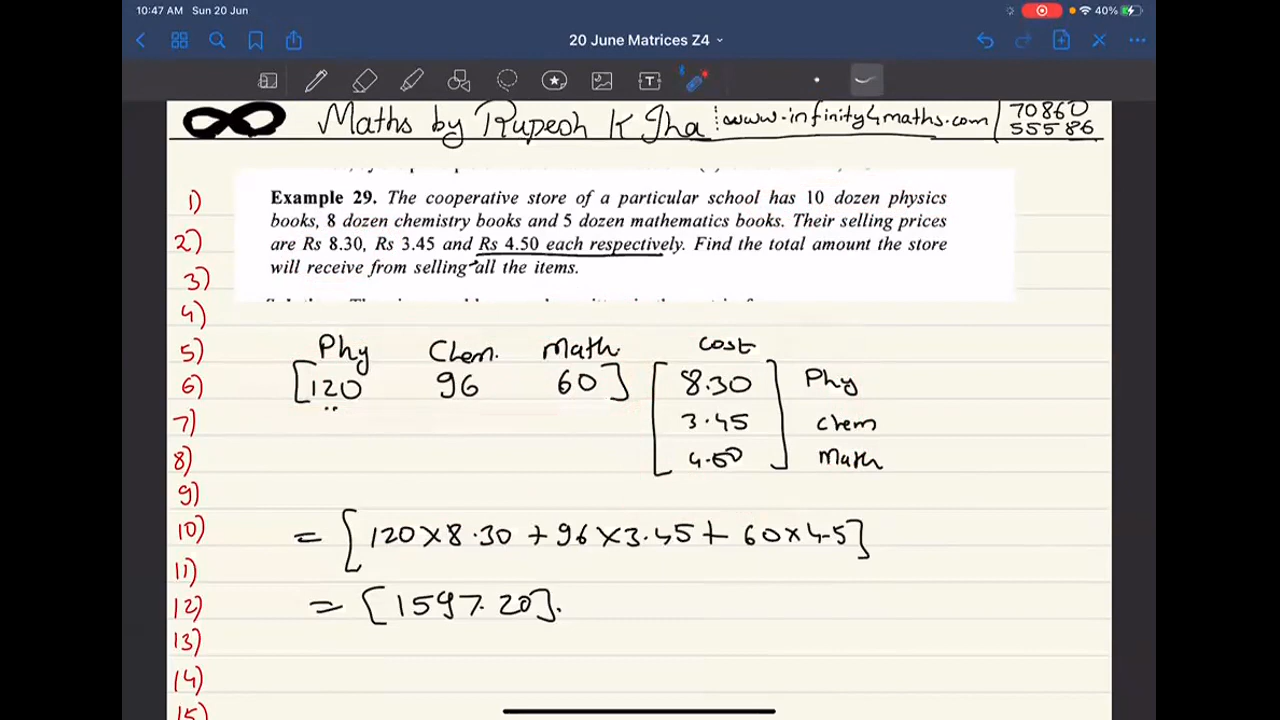 10:47 AM Sun 20 Jun 40%
20 June Matrices Z4
Maths by Rupesh K Jha www.infinity4maths.com 70860
55586
Example 29. The cooperative store of a particular school has 10 dozen physics
books, 8 dozen chemistry books and 5 dozen mathematics books. Their selling prices
are Rs 8.30, Rs 3.45 and Rs 4.50 each respectively. Find the total amount the store
will receive from selling all the items.
1)
2)
3)
4)
5) Phy Chem. Math. cost
6) [120 96 60] [8.30 Phy
7) 3.45 chem
8) 4.50] Math
9)
10) = [120×8.30 + 96×3.45 + 60×4.5]
11)
12) = [1597.20].
13)
14)
15)